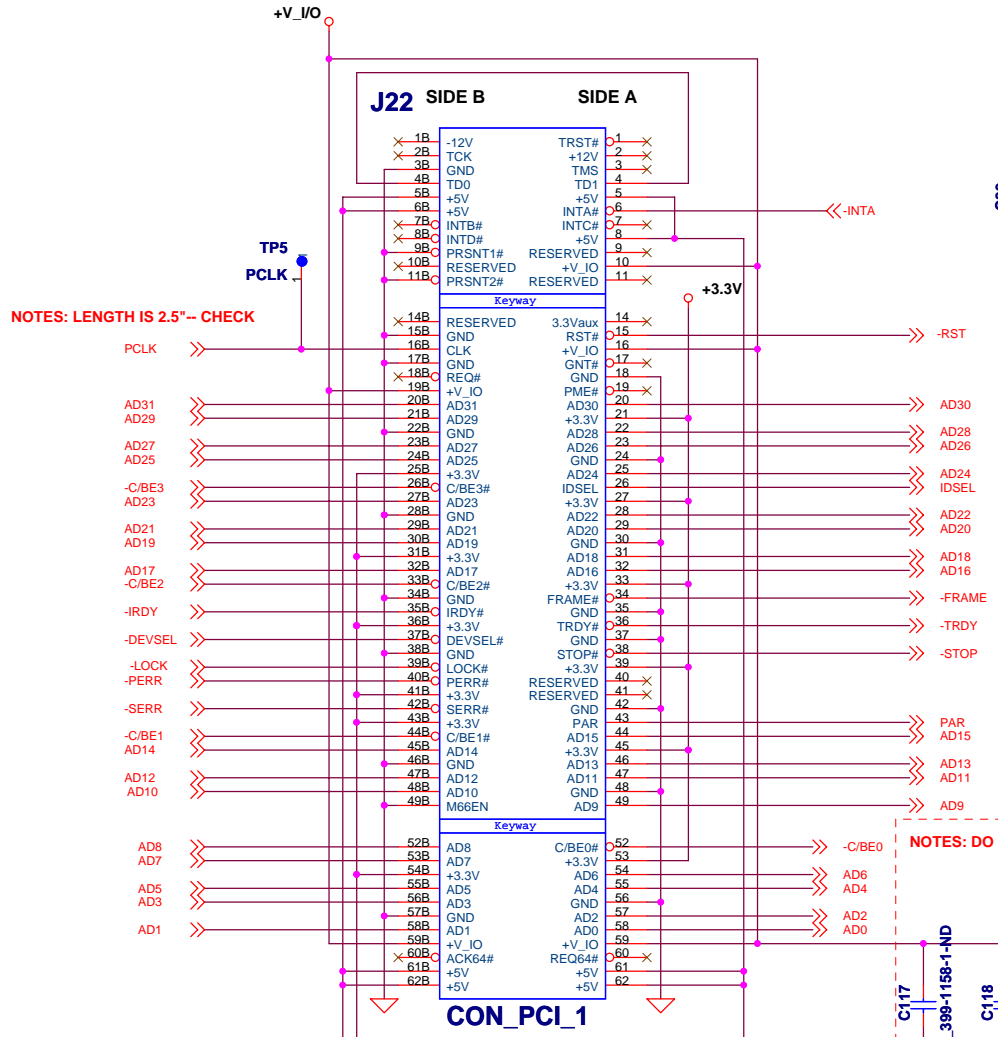 +V_I/O
J22 SIDE B SIDE A
1B -12V TRST# 1
2B TCK +12V 2
3B GND TMS 3
4B TD0 TD1 4
5B +5V +5V 5
6B +5V INTA# 6 -INTA
7B INTB# INTC# 7
8B INTD# +5V 8
9B PRSNT1# RESERVED 9
10B RESERVED +V_IO 10
11B PRSNT2# RESERVED 11
TP5
PCLK 1
Keyway
+3.3V
NOTES: LENGTH IS 2.5"-- CHECK
14B RESERVED 3.3Vaux 14
15B GND RST# 15 -RST
PCLK 16B CLK +V_IO 16
17B GND GNT# 17
18B REQ# GND 18
19B +V_IO PME# 19
AD31 20B AD31 AD30 20 AD30
AD29 21B AD29 +3.3V 21
22B GND AD28 22 AD28
AD27 23B AD27 AD26 23 AD26
AD25 24B AD25 GND 24
25B +3.3V AD24 25 AD24
-C/BE3 26B C/BE3# IDSEL 26 IDSEL
AD23 27B AD23 +3.3V 27
28B GND AD22 28 AD22
AD21 29B AD21 AD20 29 AD20
AD19 30B AD19 GND 30
31B +3.3V AD18 31 AD18
AD17 32B AD17 AD16 32 AD16
-C/BE2 33B C/BE2# +3.3V 33
34B GND FRAME# 34 -FRAME
-IRDY 35B IRDY# GND 35
36B +3.3V TRDY# 36 -TRDY
-DEVSEL 37B DEVSEL# GND 37
38B GND STOP# 38 -STOP
-LOCK 39B LOCK# +3.3V 39
-PERR 40B PERR# RESERVED 40
41B +3.3V RESERVED 41
-SERR 42B SERR# GND 42
43B +3.3V PAR 43 PAR
-C/BE1 44B C/BE1# AD15 44 AD15
AD14 45B AD14 +3.3V 45
46B GND AD13 46 AD13
AD12 47B AD12 AD11 47 AD11
AD10 48B AD10 GND 48
49B M66EN AD9 49 AD9
Keyway
NOTES: DO
AD8 52B AD8 C/BE0# 52 -C/BE0
AD7 53B AD7 +3.3V 53
54B +3.3V AD6 54 AD6
AD5 55B AD5 AD4 55 AD4
AD3 56B AD3 GND 56
57B GND AD2 57 AD2
AD1 58B AD1 AD0 58 AD0
59B +V_IO +V_IO 59
60B ACK64# REQ64# 60
61B +5V +5V 61
62B +5V +5V 62
CON_PCI_1
C117
399-1158-1-ND
C118